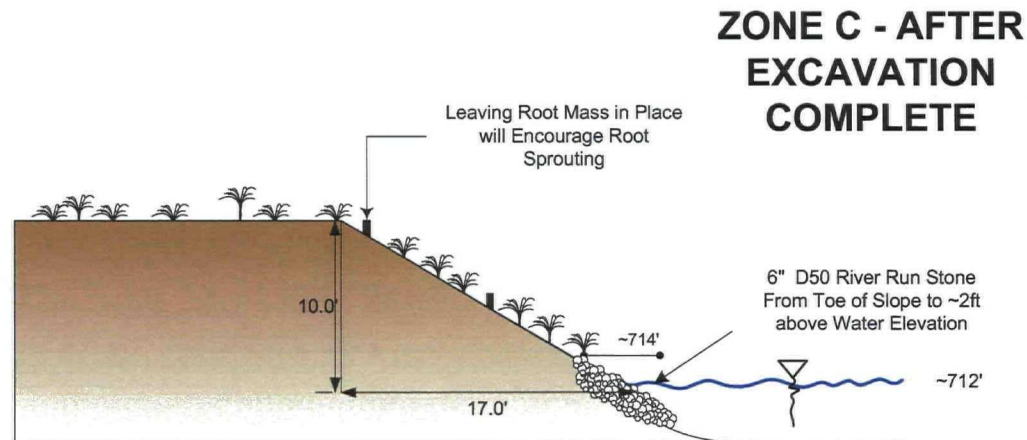 ZONE C - AFTER
EXCAVATION
COMPLETE
Leaving Root Mass in Place
will Encourage Root
Sprouting
6" D50 River Run Stone
From Toe of Slope to ~2ft
above Water Elevation
10.0'
~714'
~712'
17.0'